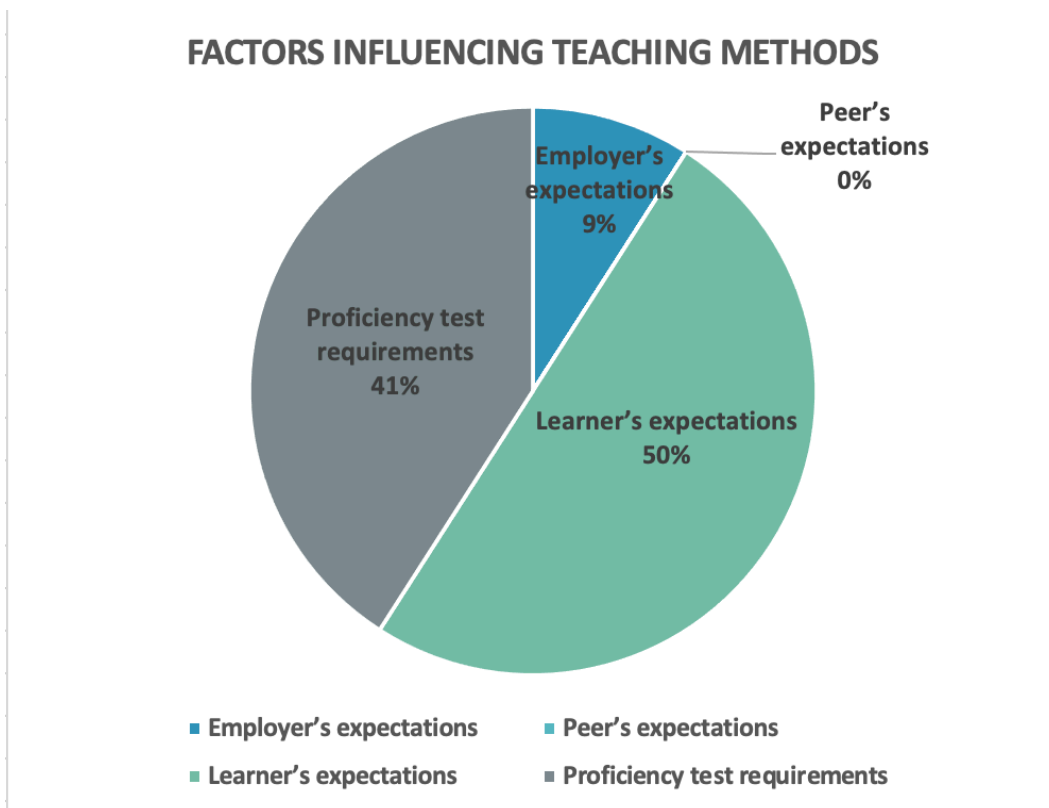 FACTORS INFLUENCING TEACHING METHODS
Peer’s
expectations
0%
Employer’s
expectations
9%
Proficiency test
requirements
41%
Learner’s expectations
50%
Employer’s expectations
Peer’s expectations
Learner’s expectations
Proficiency test requirements